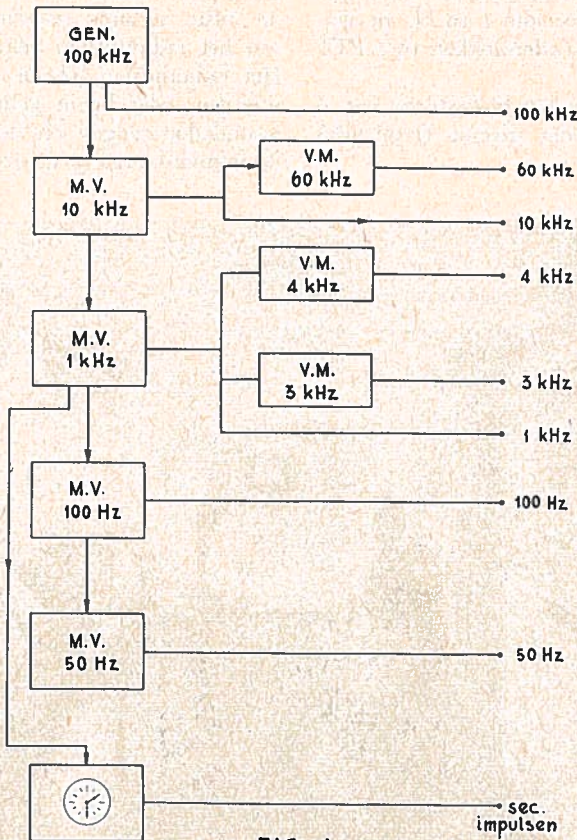 GEN.
100 kHz
100 kHz
V.M.
60 kHz
60 kHz
M.V.
10 kHz
10 kHz
V.M.
4 kHz
4 kHz
M.V.
1 kHz
V.M.
3 kHz
3 kHz
1 kHz
M.V.
100 Hz
100 Hz
M.V.
50 Hz
50 Hz
sec.
impulsen